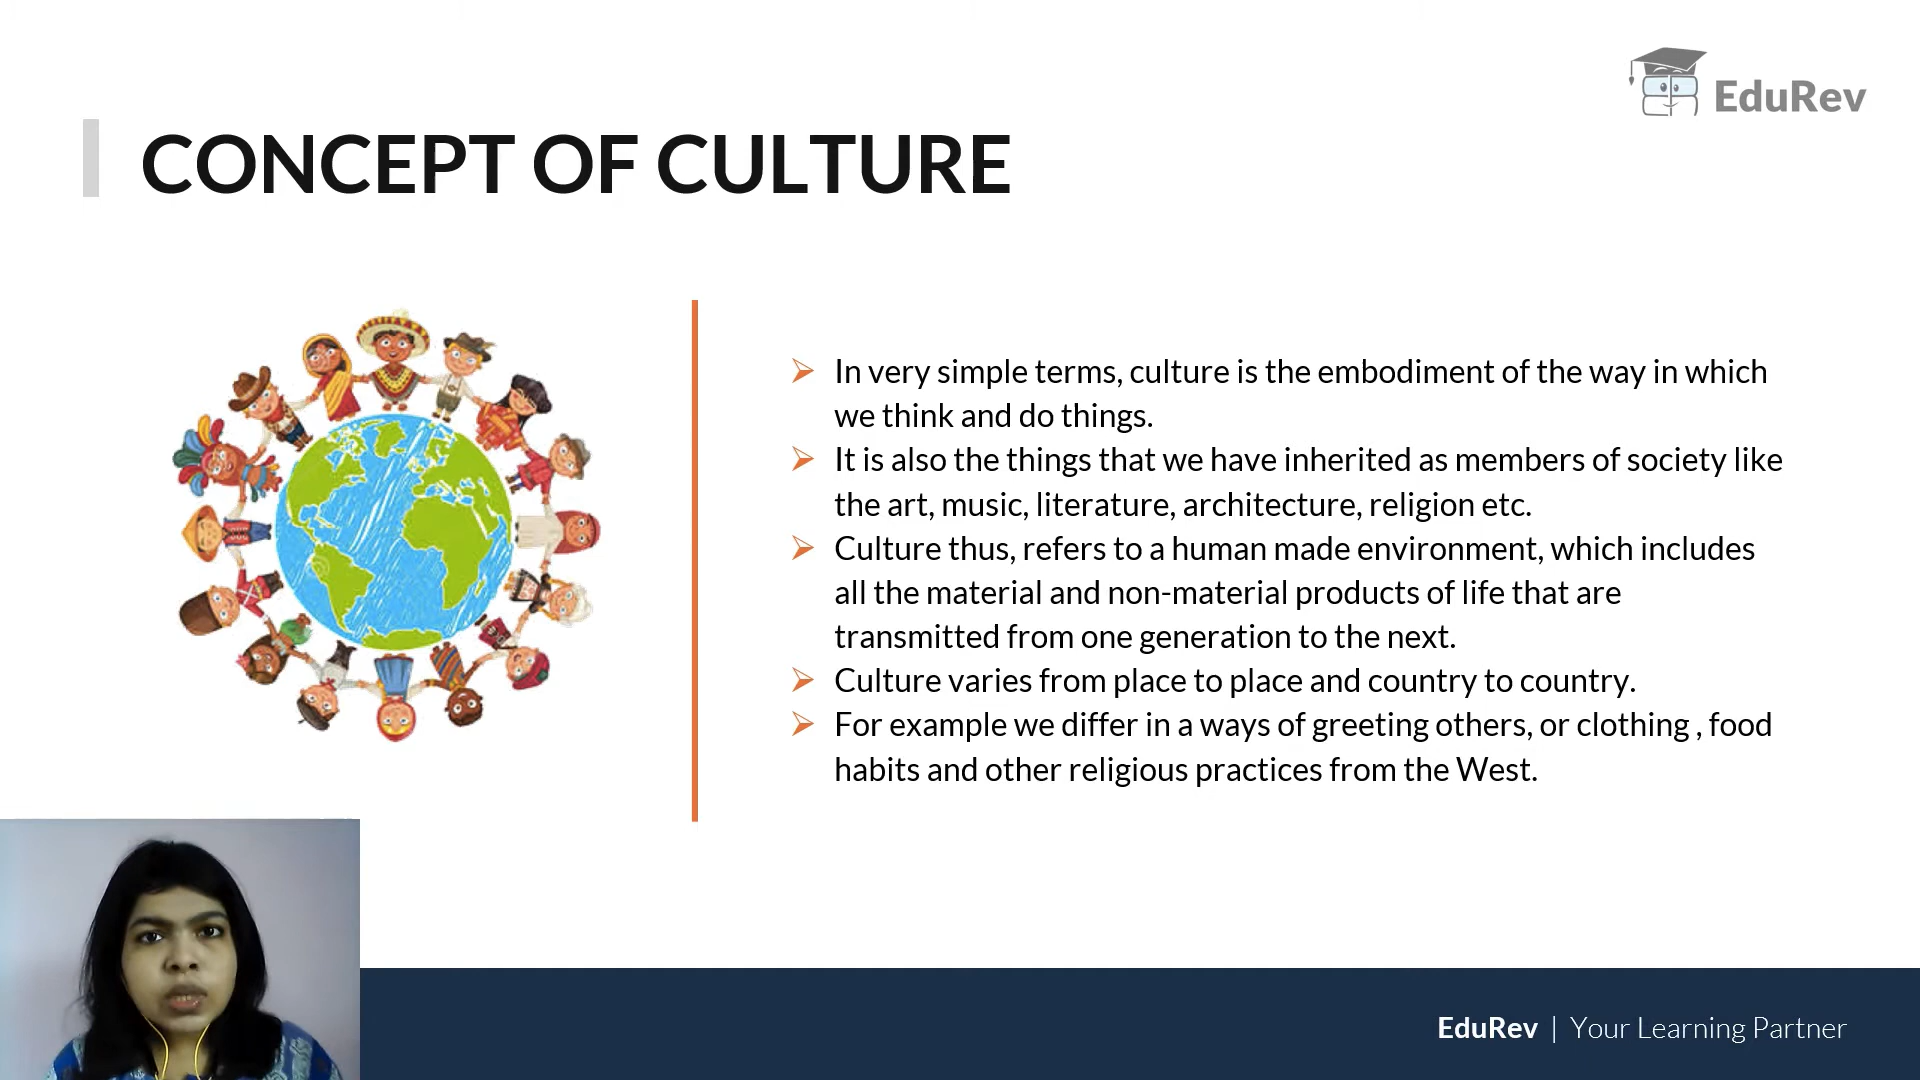 EduRev
CONCEPT OF CULTURE
In very simple terms, culture is the embodiment of the way in which
we think and do things.
It is also the things that we have inherited as members of society like
the art, music, literature, architecture, religion etc.
Culture thus, refers to a human made environment, which includes
all the material and non-material products of life that are
transmitted from one generation to the next.
Culture varies from place to place and country to country.
For example we differ in a ways of greeting others, or clothing , food
habits and other religious practices from the West.
EduRev | Your Learning Partner